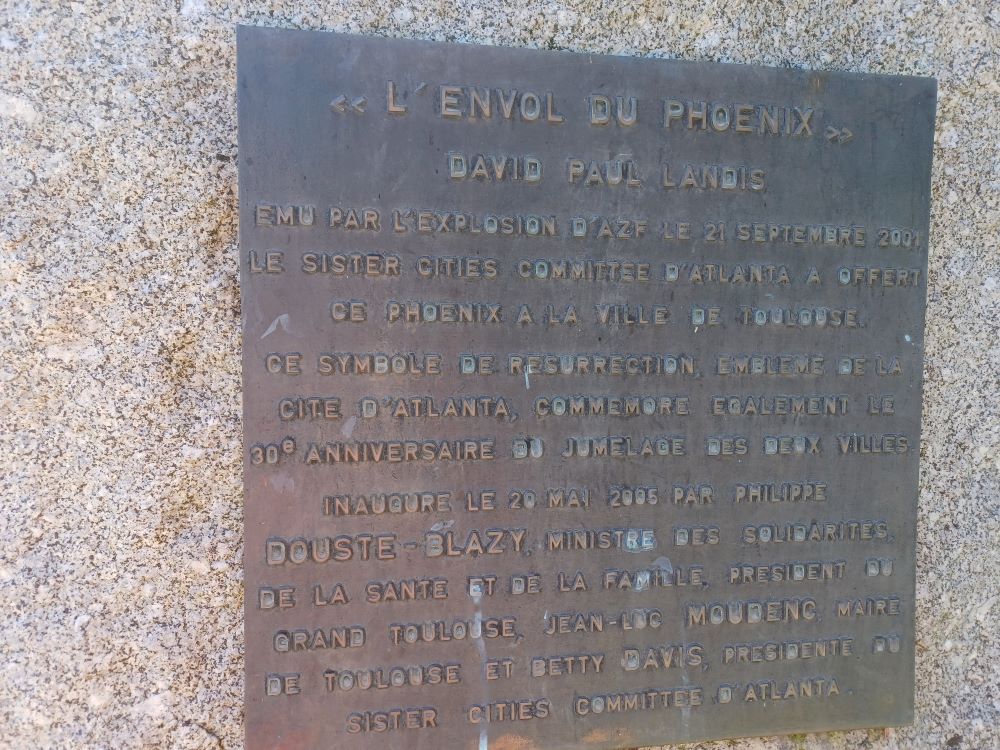 « L'ENVOL DU PHOENIX »
DAVID PAUL LANDIS
EMU PAR L'EXPLOSION D'AZF LE 21 SEPTEMBRE 2001
LE SISTER CITIES COMMITTEE D'ATLANTA A OFFERT
CE PHOENIX A LA VILLE DE TOULOUSE.
CE SYMBOLE DE RESURRECTION, EMBLEME DE LA
CITE D'ATLANTA, COMMEMORE EGALEMENT LE
30e ANNIVERSAIRE DU JUMELAGE DES DEUX VILLES.
INAUGURE LE 20 MAI 2005 PAR PHILIPPE
DOUSTE-BLAZY, MINISTRE DES SOLIDARITES,
DE LA SANTE ET DE LA FAMILLE, PRESIDENT DU
GRAND TOULOUSE, JEAN-LUC MOUDENC, MAIRE
DE TOULOUSE ET BETTY DAVIS, PRESIDENTE DU
SISTER CITIES COMMITTEE D'ATLANTA.